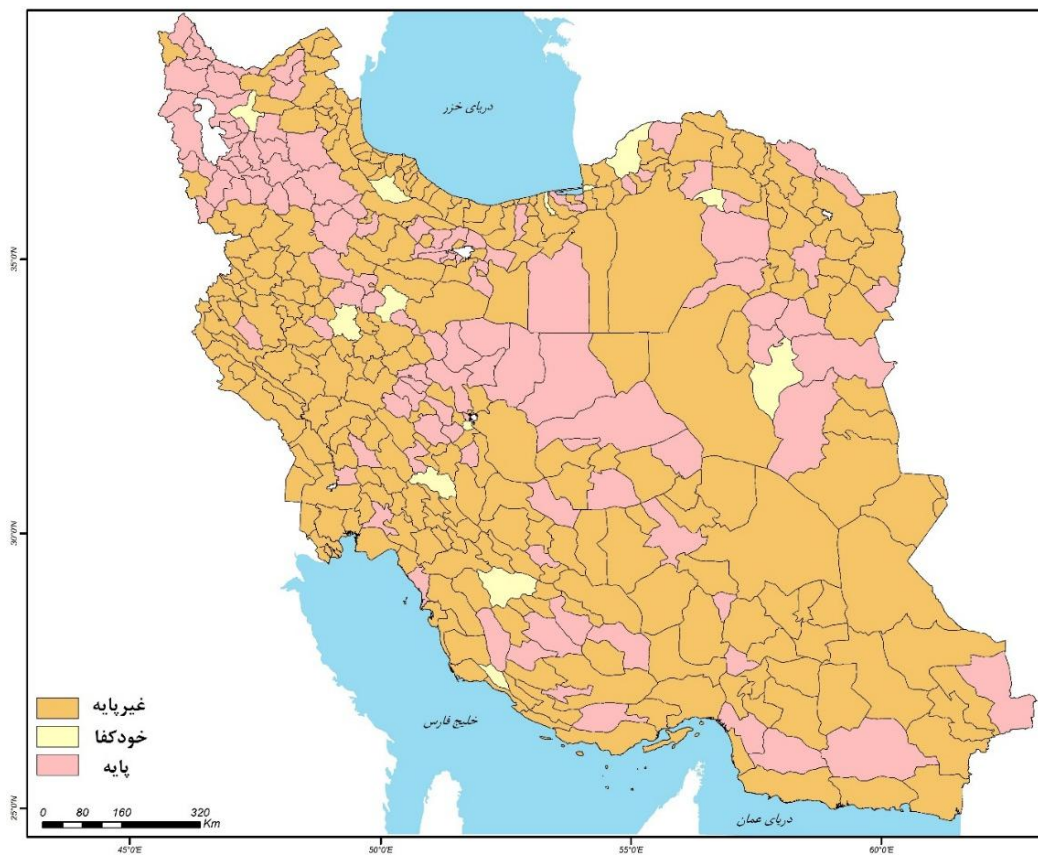 دریای خزر
35°0'N
30°0'N
25°0'N
خلیج فارس
دریای عمان
غیرپایه
خودکفا
پایه
0 80 160 320
Km
45°0'E 50°0'E 55°0'E 60°0'E